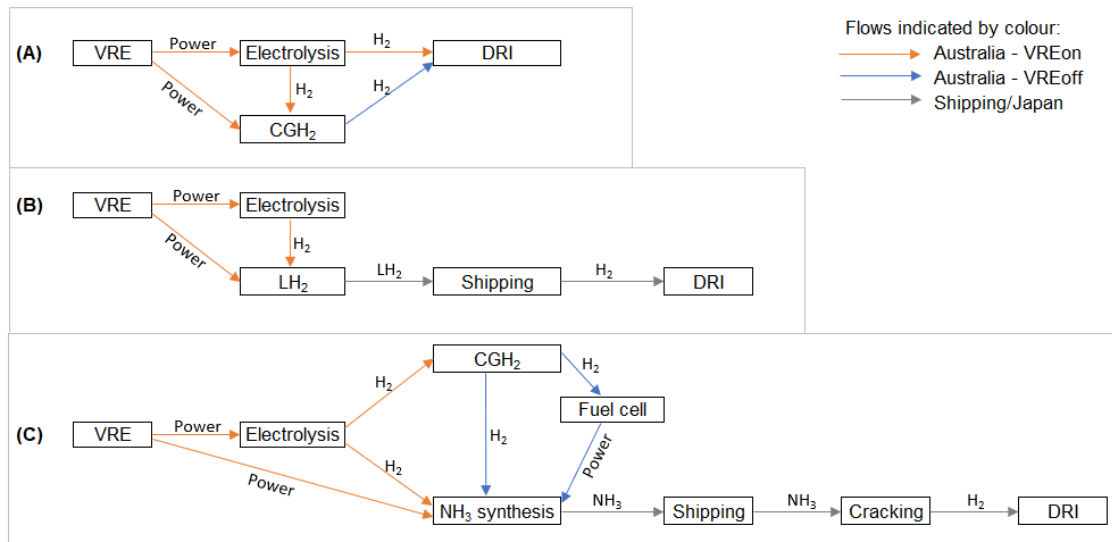 Flows indicated by colour:
Australia - VREon
Australia - VREoff
Shipping/Japan
(A)
VRE
Power
Electrolysis
H₂
DRI
Power
H₂
H₂
CGH₂
(B)
VRE
Power
Electrolysis
Power
H₂
LH₂
LH₂
Shipping
H₂
DRI
(C)
CGH₂
H₂
H₂
Fuel cell
VRE
Power
Electrolysis
H₂
Power
H₂
Power
NH₃ synthesis
NH₃
Shipping
NH₃
Cracking
H₂
DRI